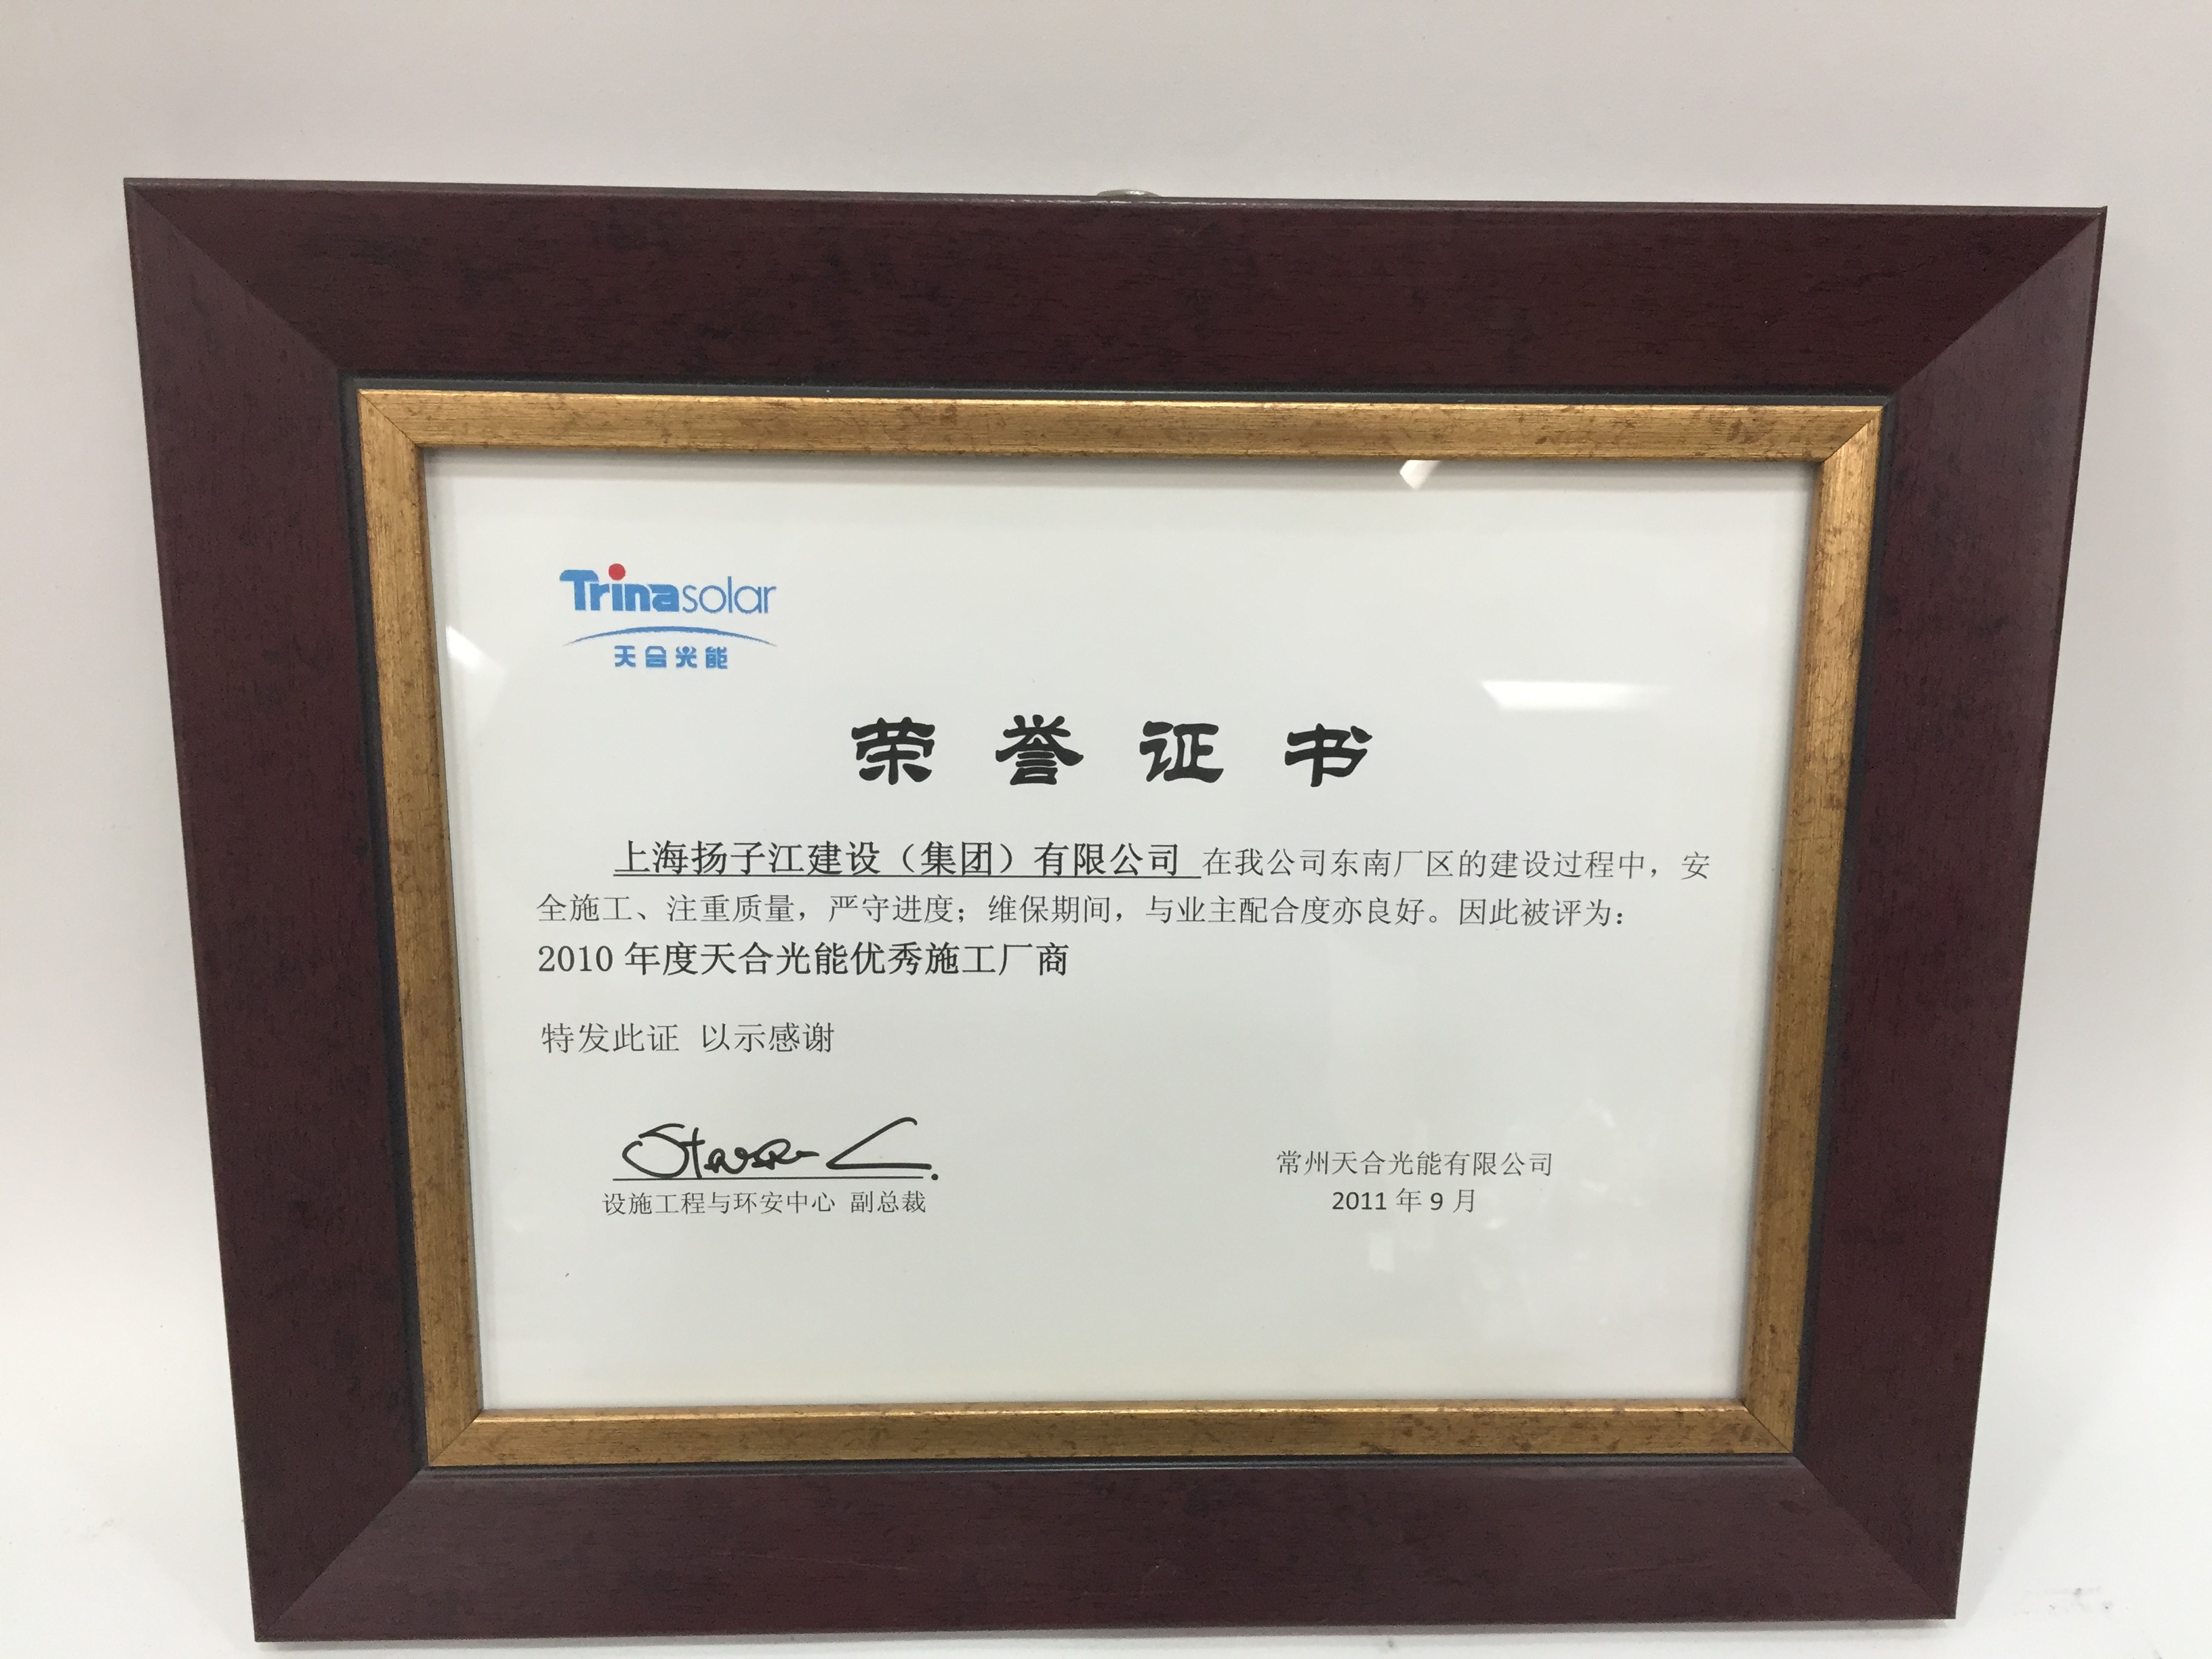 Trinasolar
天合光能
荣誉证书
上海扬子江建设（集团）有限公司 在我公司东南厂区的建设过程中，安
全施工、注重质量，严守进度；维保期间，与业主配合度亦良好。因此被评为：
2010 年度天合光能优秀施工厂商
特发此证 以示感谢
设施工程与环安中心 副总裁
常州天合光能有限公司
2011 年 9 月